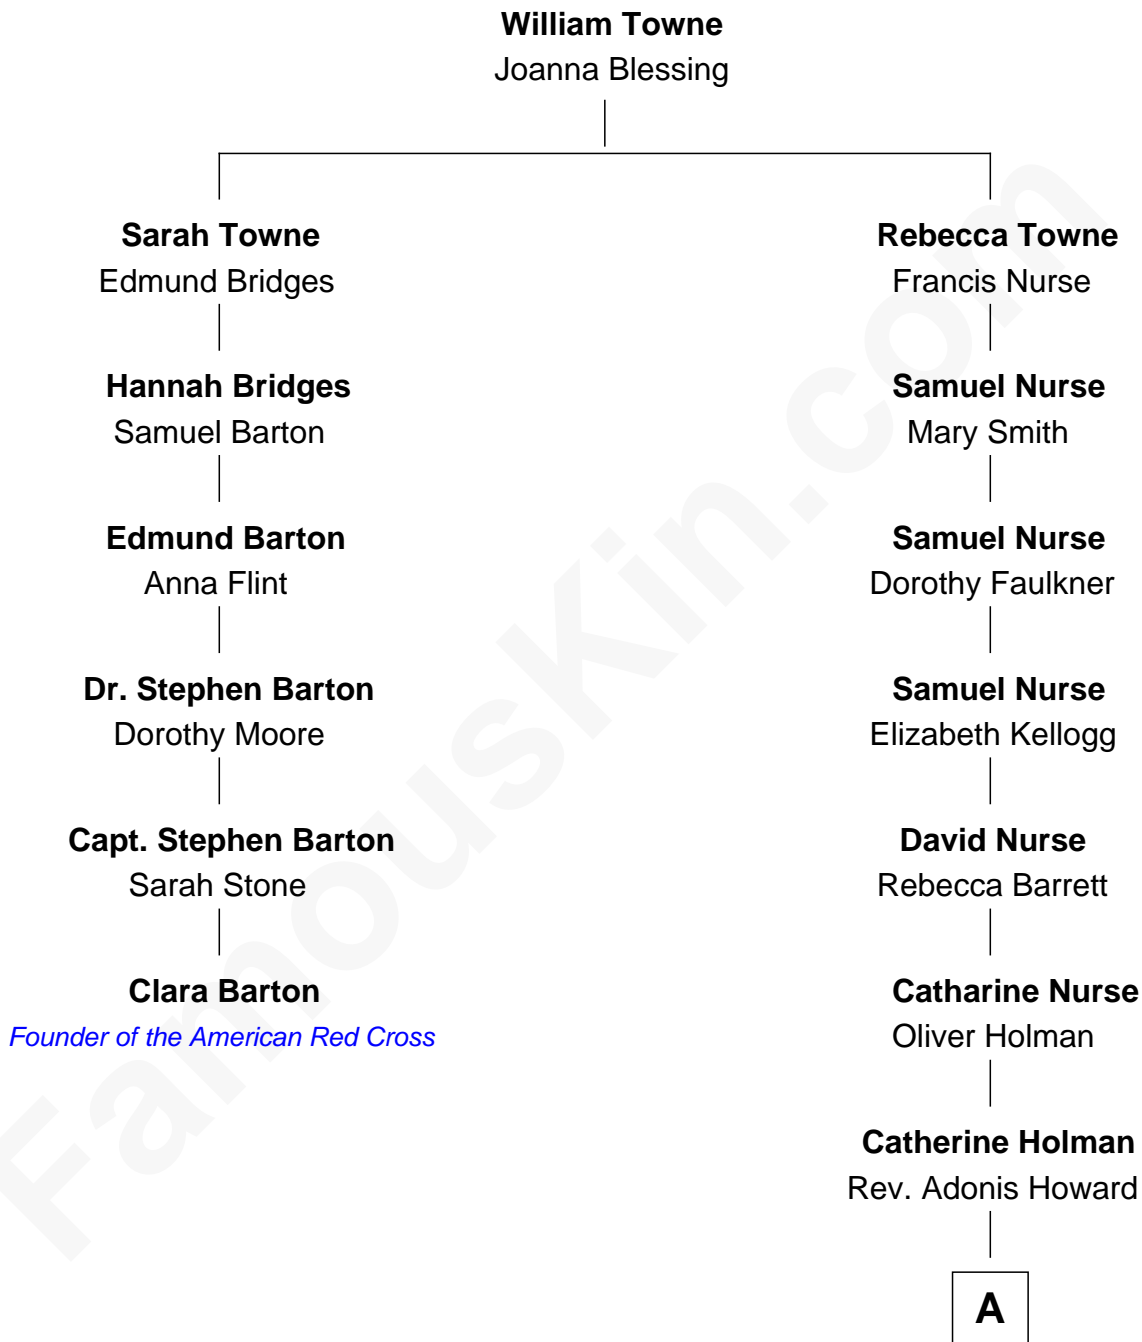 William Towne
Joanna Blessing
Sarah Towne
Edmund Bridges
Hannah Bridges
Samuel Barton
Edmund Barton
Anna Flint
Dr. Stephen Barton
Dorothy Moore
Capt. Stephen Barton
Sarah Stone
Clara Barton
Founder of the American Red Cross
Rebecca Towne
Francis Nurse
Samuel Nurse
Mary Smith
Samuel Nurse
Dorothy Faulkner
Samuel Nurse
Elizabeth Kellogg
David Nurse
Rebecca Barrett
Catharine Nurse
Oliver Holman
Catherine Holman
Rev. Adonis Howard
A
FamousKin.com